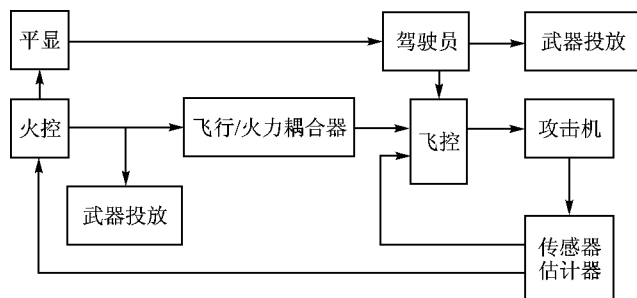 平显
驾驶员
武器投放
火控
飞行/火力耦合器
飞控
攻击机
武器投放
传感器
估计器